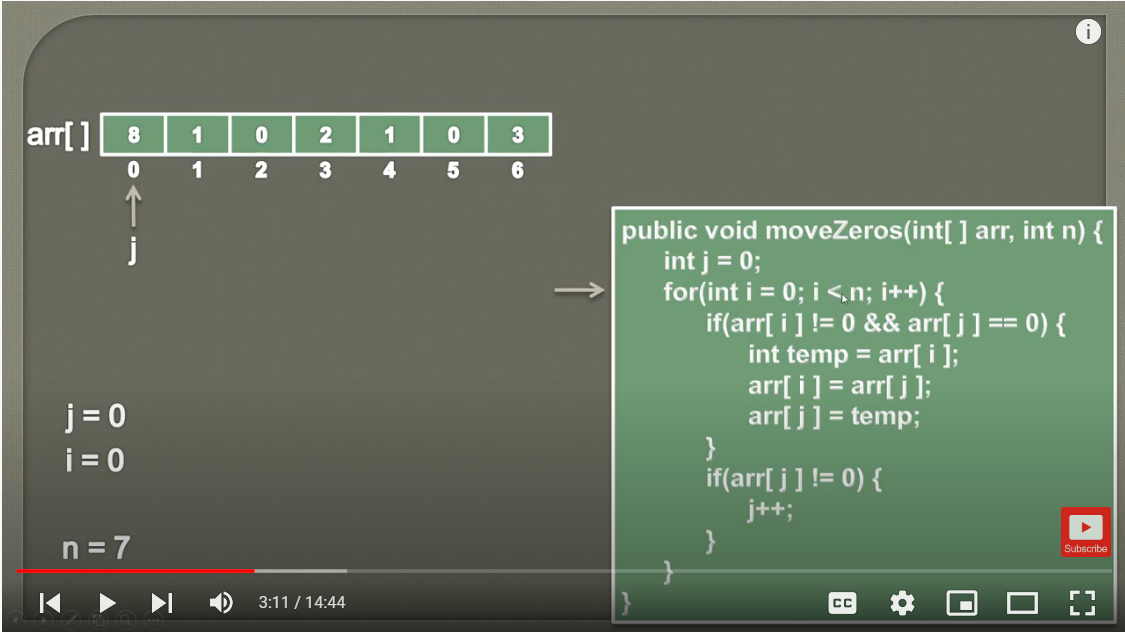 arr[ ] 8 1 0 2 1 0 3
0 1 2 3 4 5 6
j
public void moveZeros(int[ ] arr, int n) {
int j = 0;
for(int i = 0; i < n; i++) {
if(arr[ i ] != 0 && arr[ j ] == 0) {
int temp = arr[ i ];
arr[ i ] = arr[ j ];
arr[ j ] = temp;
}
if(arr[ j ] != 0) {
j++;
}
}
}
j = 0
i = 0
n = 7
Subscribe
3:11 / 14:44
CC
i